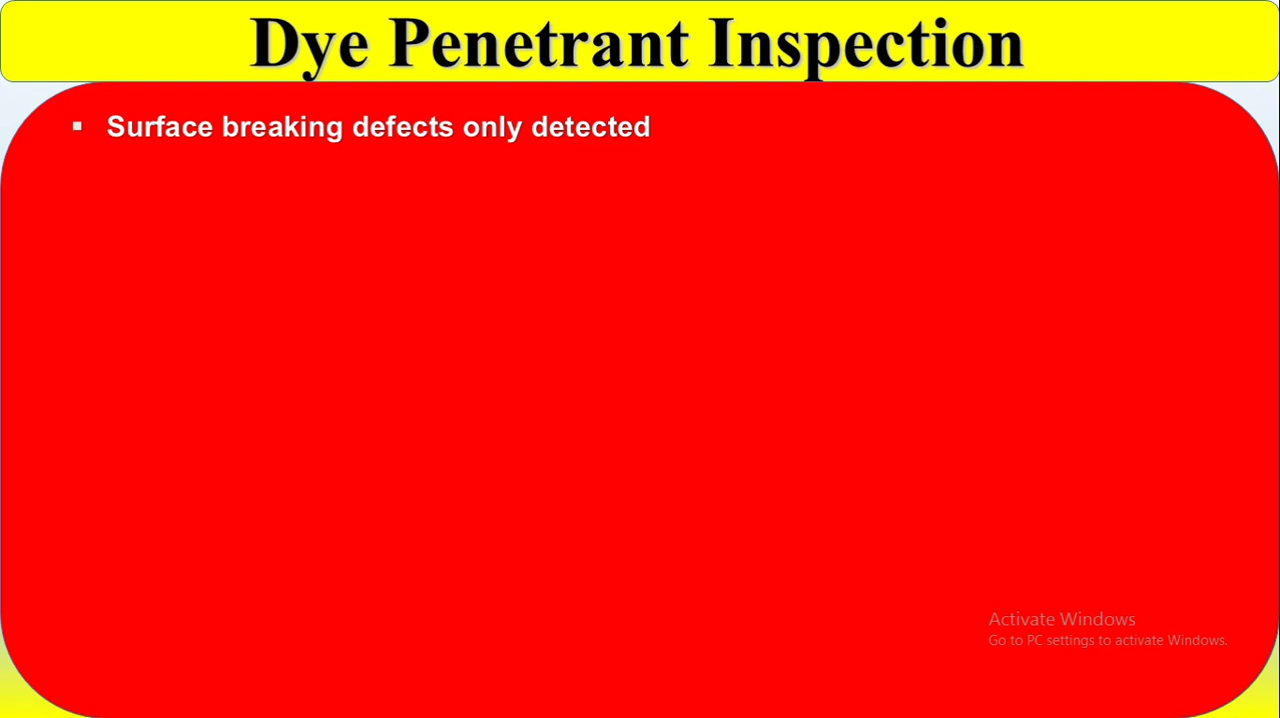 Dye Penetrant Inspection
▪ Surface breaking defects only detected
Activate Windows
Go to PC settings to activate Windows.